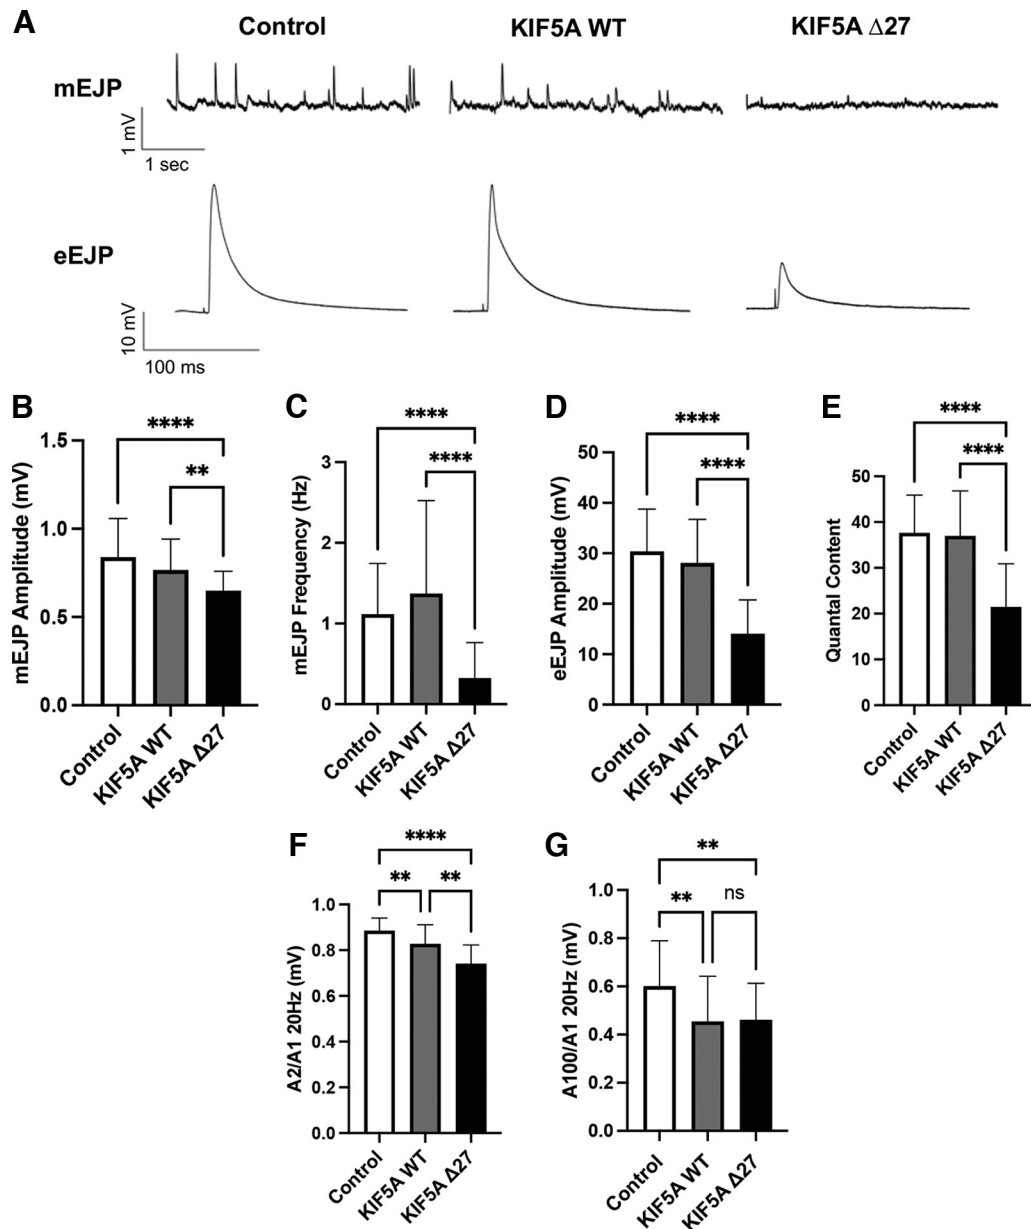 A
Control
KIF5A WT
KIF5A Δ27
mEJP
1 mV
1 sec
eEJP
10 mV
100 ms
B
****
**
mEJP Amplitude (mV)
1.5
1.0
0.5
0.0
Control
KIF5A WT
KIF5A Δ27
C
****
****
mEJP Frequency (Hz)
3
2
1
0
Control
KIF5A WT
KIF5A Δ27
D
****
****
eEJP Amplitude (mV)
50
40
30
20
10
0
Control
KIF5A WT
KIF5A Δ27
E
****
****
Quantal Content
50
40
30
20
10
0
Control
KIF5A WT
KIF5A Δ27
F
****
**
**
A2/A1 20Hz (mV)
1.0
0.8
0.6
0.4
0.2
0.0
Control
KIF5A WT
KIF5A Δ27
G
**
**
ns
A100/A1 20Hz (mV)
1.0
0.8
0.6
0.4
0.2
0.0
Control
KIF5A WT
KIF5A Δ27